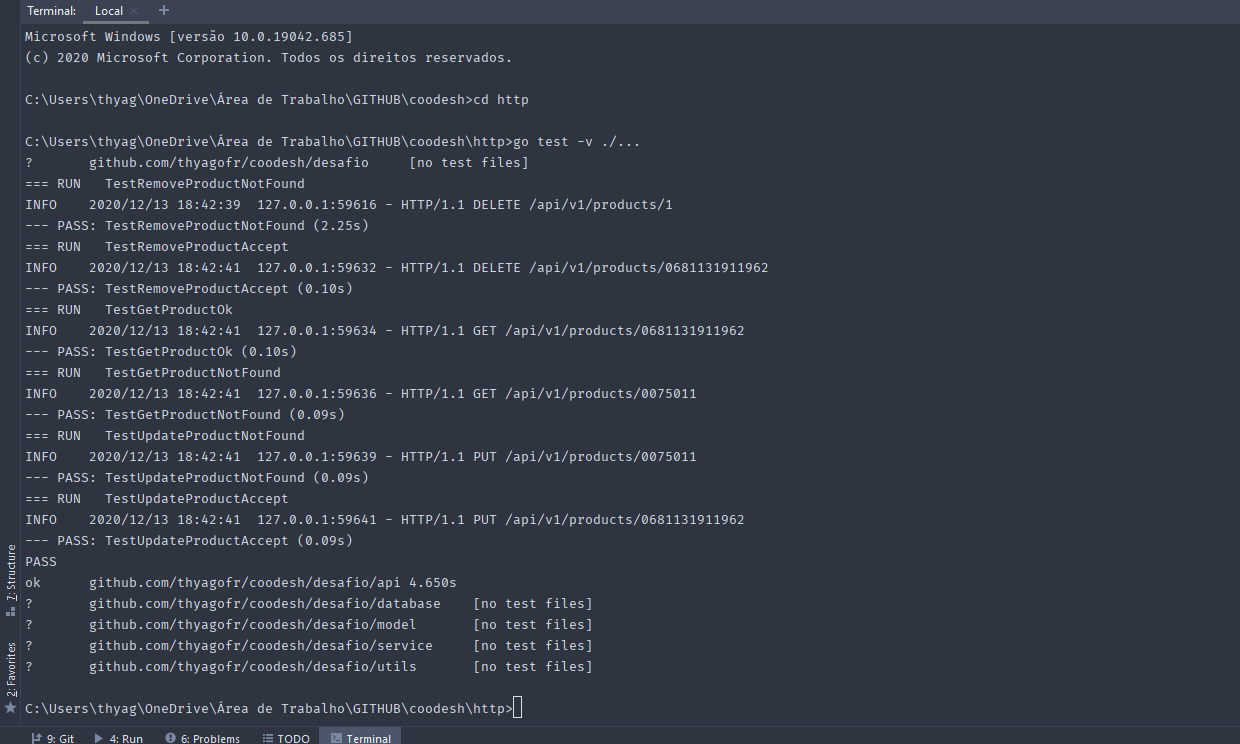 Terminal: Local × +
Microsoft Windows [versão 10.0.19042.685]
(c) 2020 Microsoft Corporation. Todos os direitos reservados.
C:\Users\thyag\OneDrive\Área de Trabalho\GITHUB\coodesh>cd http
C:\Users\thyag\OneDrive\Área de Trabalho\GITHUB\coodesh\http>go test -v ./...
? github.com/thyagofr/coodesh/desafio [no test files]
=== RUN TestRemoveProductNotFound
INFO 2020/12/13 18:42:39 127.0.0.1:59616 - HTTP/1.1 DELETE /api/v1/products/1
--- PASS: TestRemoveProductNotFound (2.25s)
=== RUN TestRemoveProductAccept
INFO 2020/12/13 18:42:41 127.0.0.1:59632 - HTTP/1.1 DELETE /api/v1/products/0681131911962
--- PASS: TestRemoveProductAccept (0.10s)
=== RUN TestGetProductOk
INFO 2020/12/13 18:42:41 127.0.0.1:59634 - HTTP/1.1 GET /api/v1/products/0681131911962
--- PASS: TestGetProductOk (0.10s)
=== RUN TestGetProductNotFound
INFO 2020/12/13 18:42:41 127.0.0.1:59636 - HTTP/1.1 GET /api/v1/products/0075011
--- PASS: TestGetProductNotFound (0.09s)
=== RUN TestUpdateProductNotFound
INFO 2020/12/13 18:42:41 127.0.0.1:59639 - HTTP/1.1 PUT /api/v1/products/0075011
--- PASS: TestUpdateProductNotFound (0.09s)
=== RUN TestUpdateProductAccept
INFO 2020/12/13 18:42:41 127.0.0.1:59641 - HTTP/1.1 PUT /api/v1/products/0681131911962
--- PASS: TestUpdateProductAccept (0.09s)
PASS
ok github.com/thyagofr/coodesh/desafio/api 4.650s
? github.com/thyagofr/coodesh/desafio/database [no test files]
? github.com/thyagofr/coodesh/desafio/model [no test files]
? github.com/thyagofr/coodesh/desafio/service [no test files]
? github.com/thyagofr/coodesh/desafio/utils [no test files]
C:\Users\thyag\OneDrive\Área de Trabalho\GITHUB\coodesh\http>
7: Structure
2: Favorites
9: Git 4: Run 6: Problems TODO Terminal